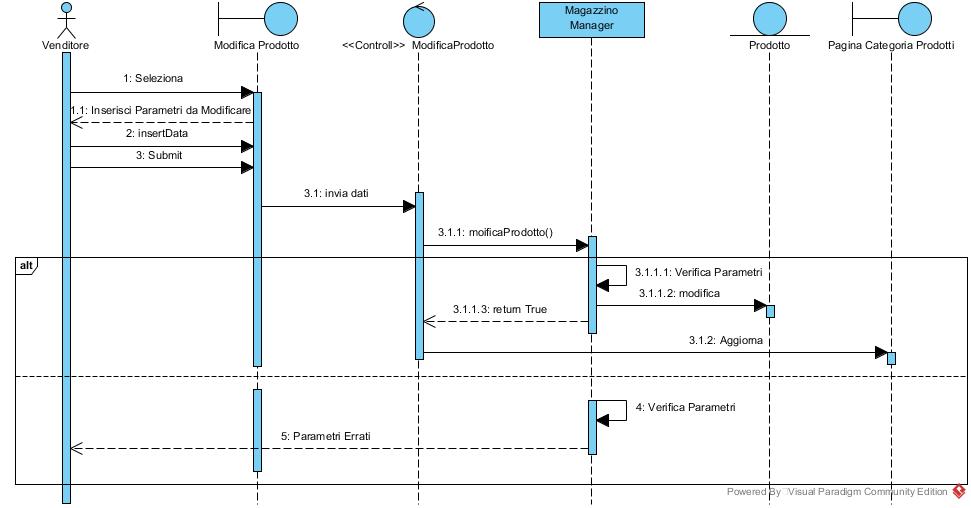 Magazzino
Manager
Venditore
Modifica Prodotto
<<Controll>> ModificaProdotto
Prodotto
Pagina Categoria Prodotti
1: Seleziona
1.1: Inserisci Parametri da Modificare
2: insertData
3: Submit
3.1: invia dati
3.1.1: moificaProdotto()
alt
3.1.1.1: Verifica Parametri
3.1.1.2: modifica
3.1.1.3: return True
3.1.2: Aggiorna
4: Verifica Parametri
5: Parametri Errati
Powered By Visual Paradigm Community Edition